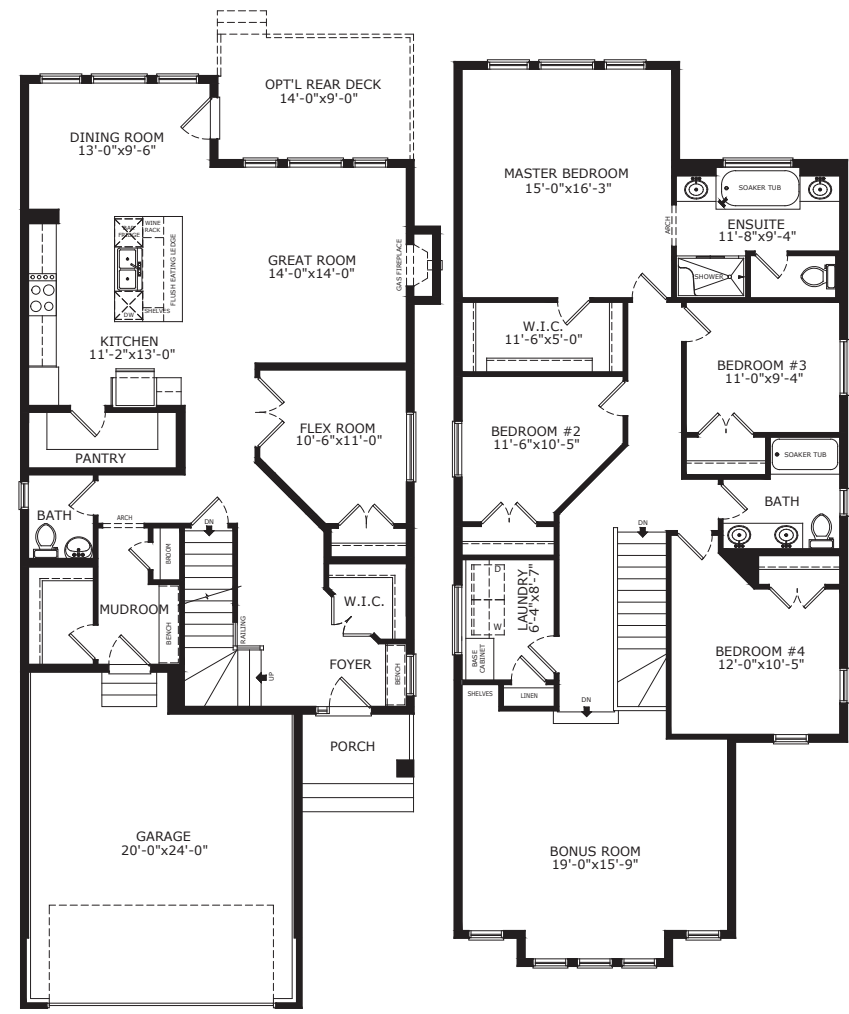 OPT'L REAR DECK
14'-0"x9'-0"
DINING ROOM
13'-0"x9'-6"
BAR
FRIDGE
WINE
RACK
FLUSH EATING LEDGE
SHELVES
DW
GREAT ROOM
14'-0"x14'-0"
GAS FIREPLACE
KITCHEN
11'-2"x13'-0"
PANTRY
FLEX ROOM
10'-6"x11'-0"
BATH
ARCH
DN
BROOM
MUDROOM
BENCH
RAILING
UP
W.I.C.
FOYER
BENCH
PORCH
GARAGE
20'-0"x24'-0"
MASTER BEDROOM
15'-0"x16'-3"
ARCH
SOAKER TUB
ENSUITE
11'-8"x9'-4"
SHOWER
W.I.C.
11'-6"x5'-0"
BEDROOM #3
11'-0"x9'-4"
BEDROOM #2
11'-6"x10'-5"
SOAKER TUB
BATH
DN
D
W
LAUNDRY
6'-4"x8'-7"
BASE
CABINET
SHELVES
LINEN
DN
BEDROOM #4
12'-0"x10'-5"
BONUS ROOM
19'-0"x15'-9"